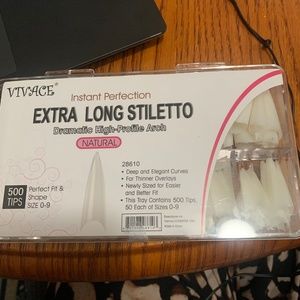 VIVACE
Instant Perfection
EXTRA LONG STILETTO
Dramatic High-Profile Arch
NATURAL
28610
• Deep and Elegant Curves
• For Thinner Overlays
• Newly Sized for Easier
and Better Fit
• This Tray Contains 500 Tips,
50 Each of Sizes 0-9
500
TIPS
Perfect Fit &
Shape
SIZE 0-9